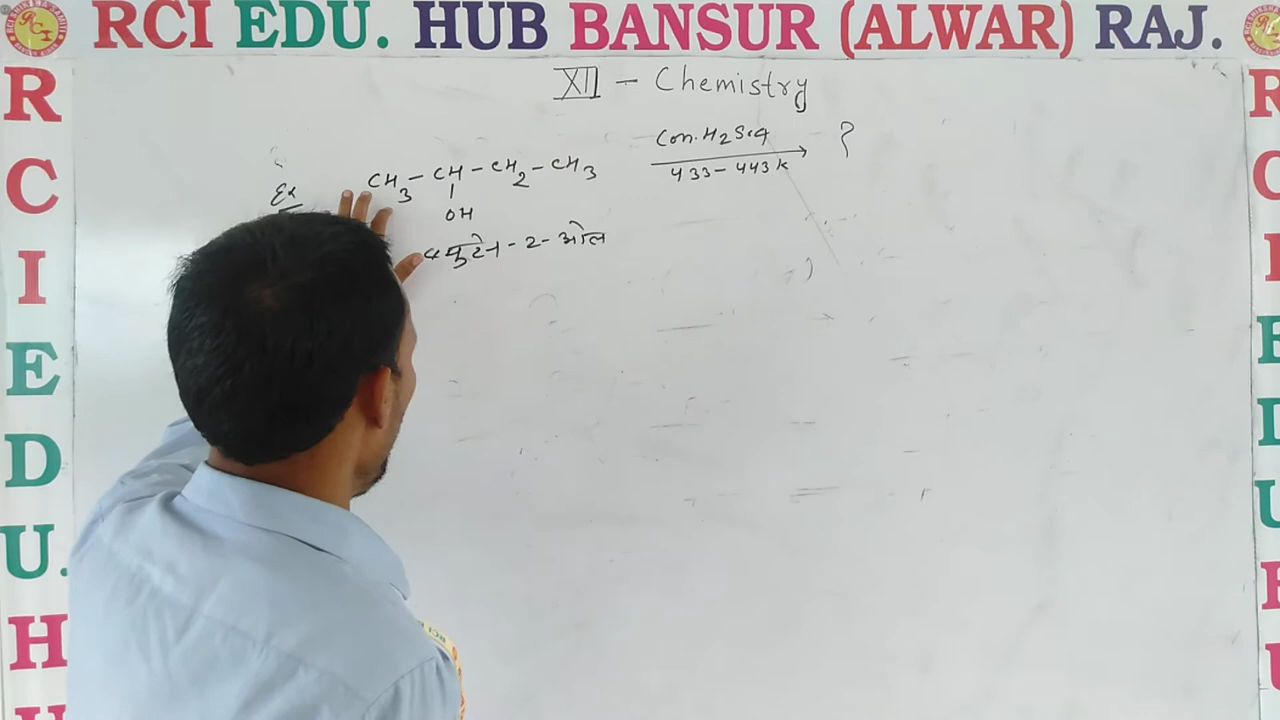 RCI EDU. HUB BANSUR (ALWAR) RAJ.
XII - Chemistry
Con. H2SO4
?
Ex
CH3 - CH - CH2 - CH3
433 - 443 K
OH
- 2 - ओल
R
C
I
E
D
U.
H
R
C
I
E
D
U